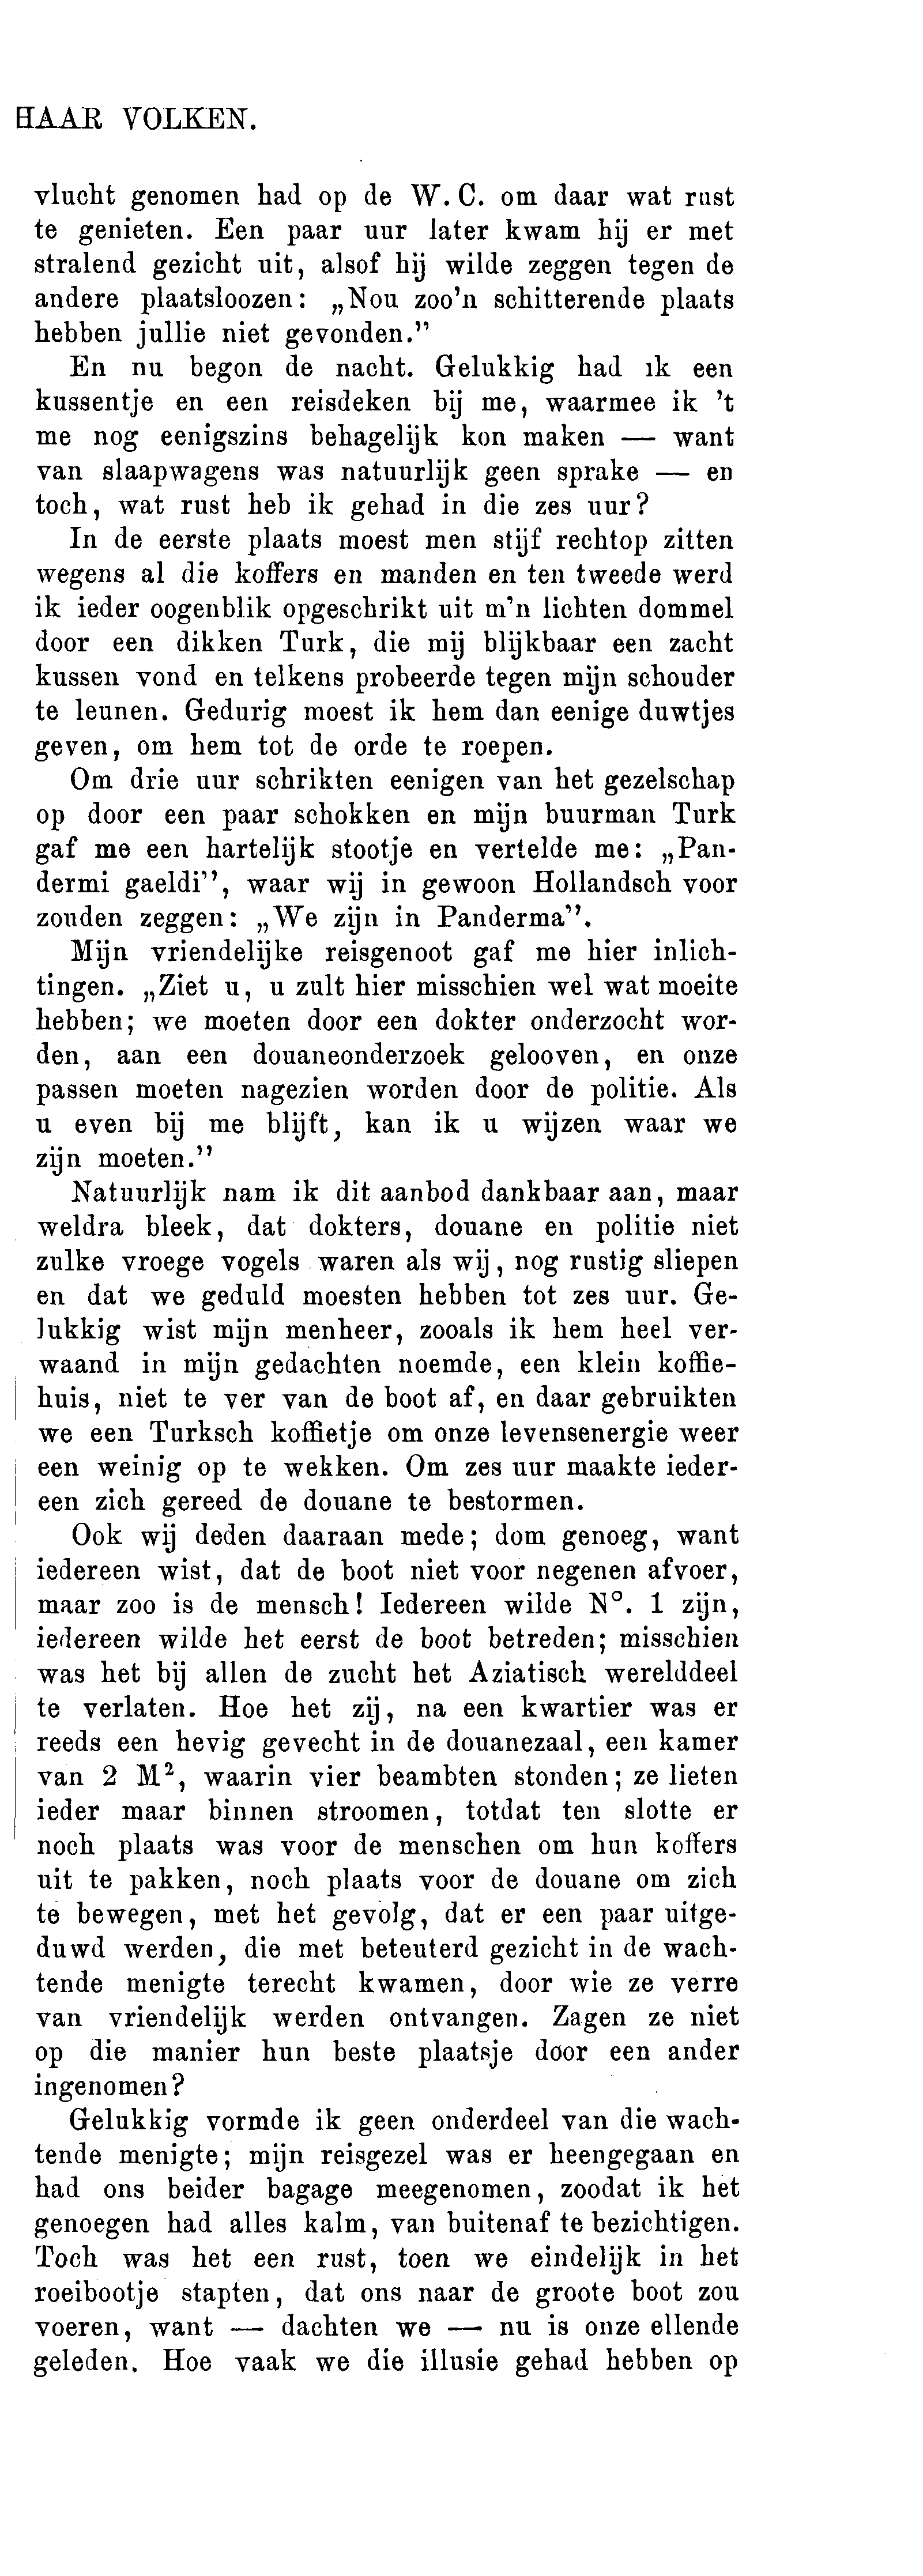 HAAR VOLKEN.
vlucht genomen had op de W. C. om daar wat rust
te genieten. Een paar uur later kwam hij er met
stralend gezicht uit, alsof hij wilde zeggen tegen de
andere plaatsloozen: „Nou zoo'n schitterende plaats
hebben jullie niet gevonden.”
En nu begon de nacht. Gelukkig had ik een
kussentje en een reisdeken bij me, waarmee ik 't
me nog eenigszins behagelijk kon maken — want
van slaapwagens was natuurlijk geen sprake — en
toch, wat rust heb ik gehad in die zes uur?
In de eerste plaats moest men stijf rechtop zitten
wegens al die koffers en manden en ten tweede werd
ik ieder oogenblik opgeschrikt uit m'n lichten dommel
door een dikken Turk, die mij blijkbaar een zacht
kussen vond en telkens probeerde tegen mijn schouder
te leunen. Gedurig moest ik hem dan eenige duwtjes
geven, om hem tot de orde te roepen.
Om drie uur schrikten eenigen van het gezelschap
op door een paar schokken en mijn buurman Turk
gaf me een hartelijk stootje en vertelde me: „Pan-
dermi gaeldi”, waar wij in gewoon Hollandsch voor
zouden zeggen: „We zijn in Panderma”.
Mijn vriendelijke reisgenoot gaf me hier inlich-
tingen. „Ziet u, u zult hier misschien wel wat moeite
hebben; we moeten door een dokter onderzocht wor-
den, aan een douaneonderzoek gelooven, en onze
passen moeten nagezien worden door de politie. Als
u even bij me blijft, kan ik u wijzen waar we
zijn moeten.”
Natuurlijk nam ik dit aanbod dankbaar aan, maar
weldra bleek, dat dokters, douane en politie niet
zulke vroege vogels waren als wij, nog rustig sliepen
en dat we geduld moesten hebben tot zes uur. Ge-
lukkig wist mijn menheer, zooals ik hem heel ver-
waand in mijn gedachten noemde, een klein koffie-
huis, niet te ver van de boot af, en daar gebruikten
we een Turksch koffietje om onze levensenergie weer
een weinig op te wekken. Om zes uur maakte ieder-
een zich gereed de douane te bestormen.
Ook wij deden daaraan mede; dom genoeg, want
iedereen wist, dat de boot niet voor negenen afvoer,
maar zoo is de mensch! Iedereen wilde N°. 1 zijn,
iedereen wilde het eerst de boot betreden; misschien
was het bij allen de zucht het Aziatisch werelddeel
te verlaten. Hoe het zij, na een kwartier was er
reeds een hevig gevecht in de douanezaal, een kamer
van 2 M², waarin vier beambten stonden; ze lieten
ieder maar binnen stroomen, totdat ten slotte er
noch plaats was voor de menschen om hun koffers
uit te pakken, noch plaats voor de douane om zich
te bewegen, met het gevolg, dat er een paar uitge-
duwd werden, die met beteuterd gezicht in de wach-
tende menigte terecht kwamen, door wie ze verre
van vriendelijk werden ontvangen. Zagen ze niet
op die manier hun beste plaatsje door een ander
ingenomen?
Gelukkig vormde ik geen onderdeel van die wach-
tende menigte; mijn reisgezel was er heengegaan en
had ons beider bagage meegenomen, zoodat ik het
genoegen had alles kalm, van buitenaf te bezichtigen.
Toch was het een rust, toen we eindelijk in het
roeibootje stapten, dat ons naar de groote boot zou
voeren, want — dachten we — nu is onze ellende
geleden. Hoe vaak we die illusie gehad hebben op